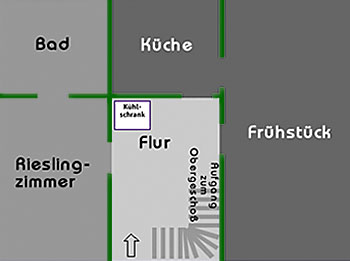 Bad
Küche
Kühl-
schrank
Flur
Frühstück
Riesling-
zimmer
Aufgang
zum
Obergeschoß